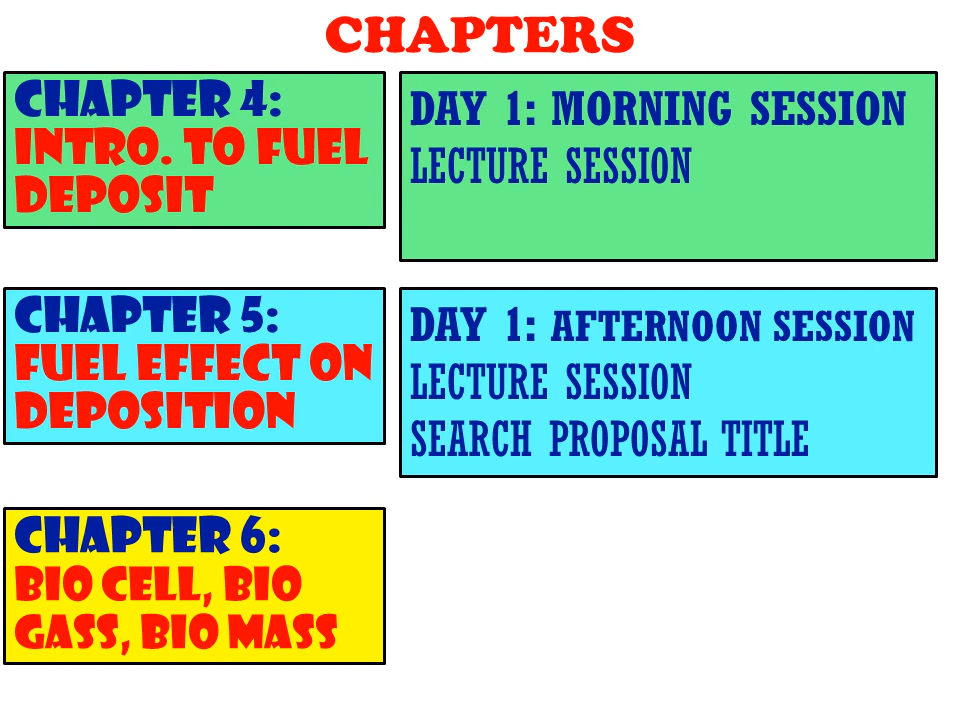 CHAPTERS
CHAPTER 4:
INTRO. TO FUEL
DEPOSIT
DAY 1: MORNING SESSION
LECTURE SESSION
CHAPTER 5:
FUEL EFFECT ON
DEPOSITION
DAY 1: AFTERNOON SESSION
LECTURE SESSION
SEARCH PROPOSAL TITLE
CHAPTER 6:
BIO CELL, BIO
GASS, BIO MASS